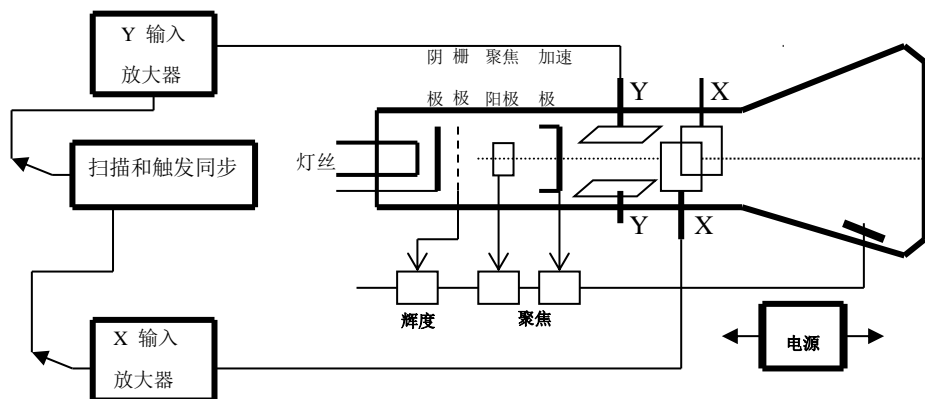 Y 输入
放大器
阴 栅 聚焦 加速
极 极 阳极 极
Y X
扫描和触发同步
灯丝
Y X
辉度 聚焦
X 输入
放大器
电源